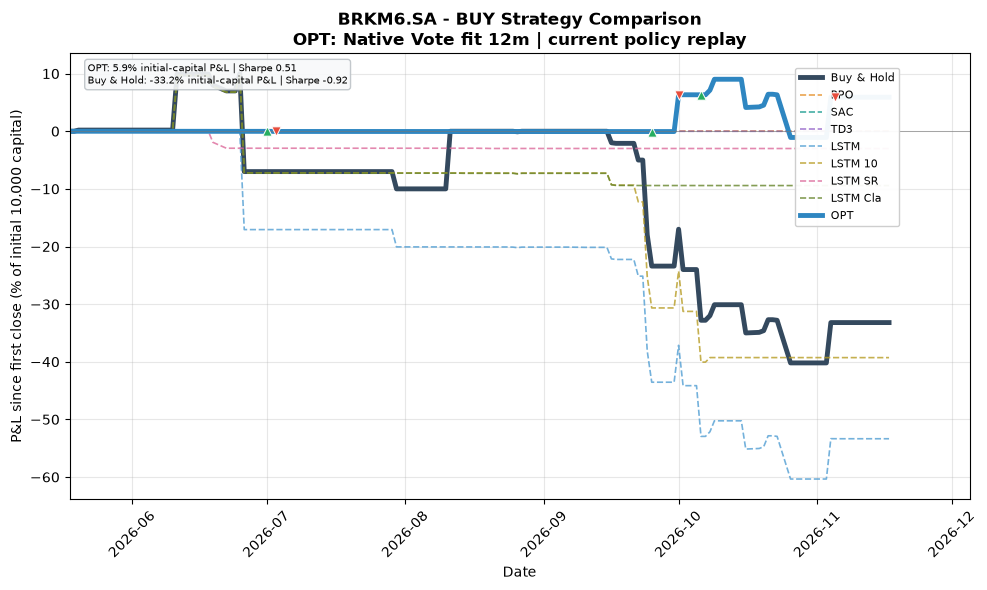 BRKM6.SA - BUY Strategy Comparison
OPT: Native Vote fit 12m | current policy replay
OPT: 5.9% initial-capital P&L | Sharpe 0.51
Buy & Hold: -33.2% initial-capital P&L | Sharpe -0.92
Buy & Hold
PPO
SAC
TD3
LSTM
LSTM 10
LSTM SR
LSTM Cla
OPT
P&L since first close (% of initial 10,000 capital)
10
0
−10
−20
−30
−40
−50
−60
2026-06
2026-07
2026-08
2026-09
2026-10
2026-11
2026-12
Date